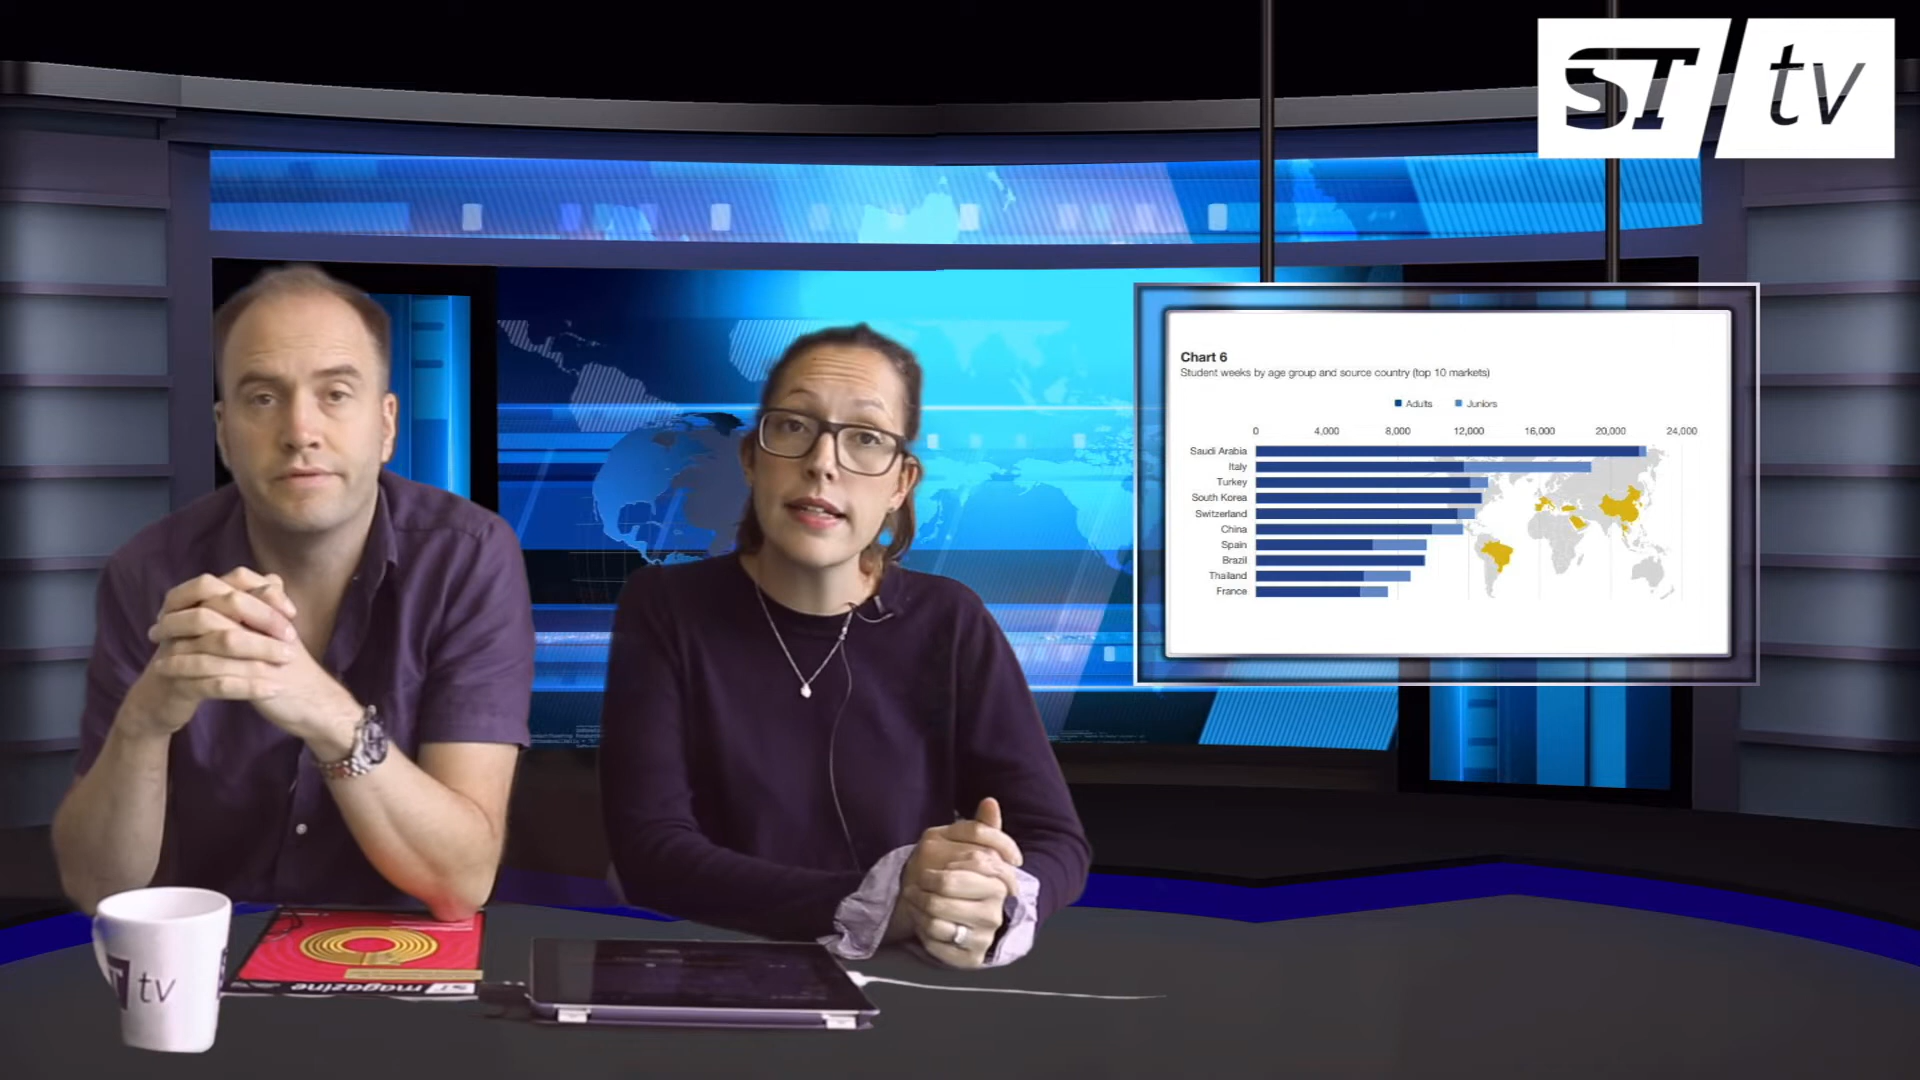 ST tv
Chart 6
Student weeks by age group and source country (top 10 markets)
Adults Juniors
0 4,000 8,000 12,000 16,000 20,000 24,000
Saudi Arabia
Italy
Turkey
South Korea
Switzerland
China
Spain
Brazil
Thailand
France
tv
magazine